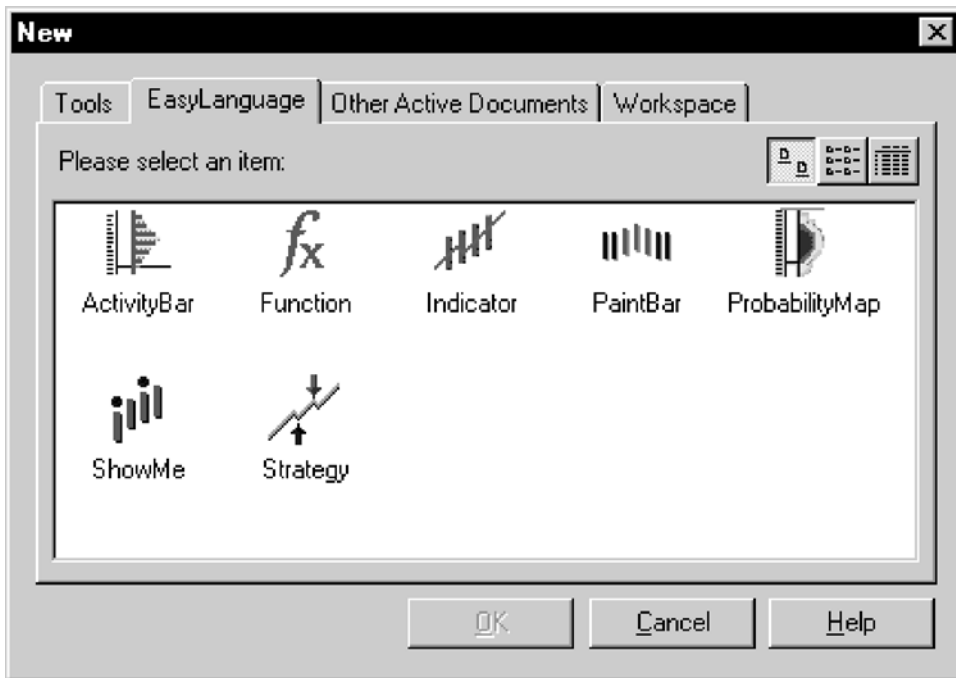 New
Tools EasyLanguage Other Active Documents Workspace
Please select an item:
ActivityBar Function Indicator PaintBar ProbabilityMap
ShowMe Strategy
OK Cancel Help